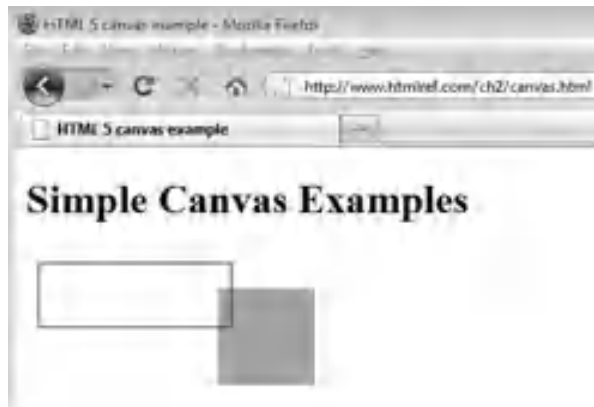 HTML 5 canvas example - Mozilla Firefox
http://www.htmlref.com/ch2/canvas.html
HTML 5 canvas example
Simple Canvas Examples